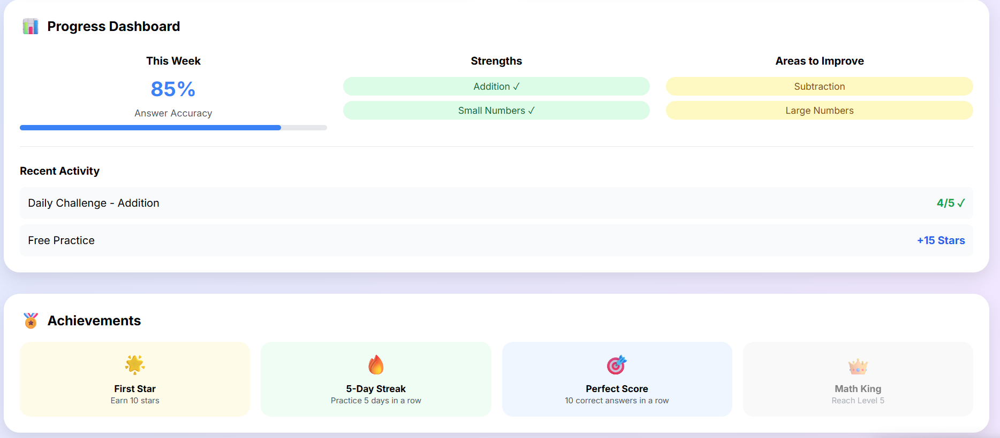 Progress Dashboard
This Week
85%
Answer Accuracy
Strengths
Addition ✓
Small Numbers ✓
Areas to Improve
Subtraction
Large Numbers
Recent Activity
Daily Challenge - Addition
4/5 ✓
Free Practice
+15 Stars
Achievements
First Star
Earn 10 stars
5-Day Streak
Practice 5 days in a row
Perfect Score
10 correct answers in a row
Math King
Reach Level 5